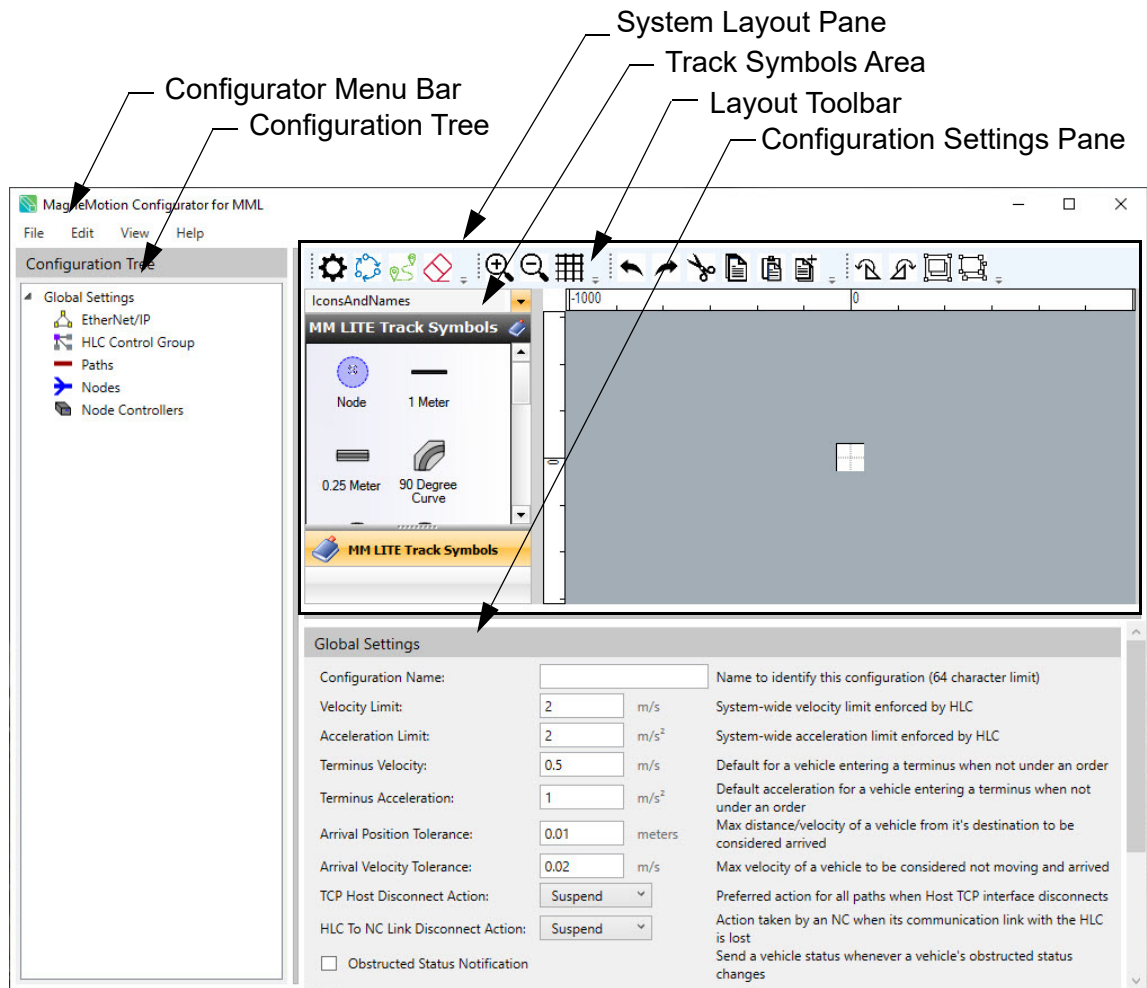 System Layout Pane
Track Symbols Area
Configurator Menu Bar
Layout Toolbar
Configuration Tree
Configuration Settings Pane
MagneMotion Configurator for MML
File Edit View Help
Configuration Tree
Global Settings
EtherNet/IP
HLC Control Group
Paths
Nodes
Node Controllers
IconsAndNames
MM LITE Track Symbols
Node
1 Meter
0.25 Meter
90 Degree
Curve
MM LITE Track Symbols
-1000
0
0
Global Settings
Configuration Name: Name to identify this configuration (64 character limit)
Velocity Limit: 2 m/s System-wide velocity limit enforced by HLC
Acceleration Limit: 2 m/s² System-wide acceleration limit enforced by HLC
Terminus Velocity: 0.5 m/s Default for a vehicle entering a terminus when not under an order
Terminus Acceleration: 1 m/s² Default acceleration for a vehicle entering a terminus when not
under an order
Arrival Position Tolerance: 0.01 meters Max distance/velocity of a vehicle from it's destination to be
considered arrived
Arrival Velocity Tolerance: 0.02 m/s Max velocity of a vehicle to be considered not moving and arrived
TCP Host Disconnect Action: Suspend Preferred action for all paths when Host TCP interface disconnects
HLC To NC Link Disconnect Action: Suspend Action taken by an NC when its communication link with the HLC
is lost
Obstructed Status Notification Send a vehicle status whenever a vehicle's obstructed status
changes